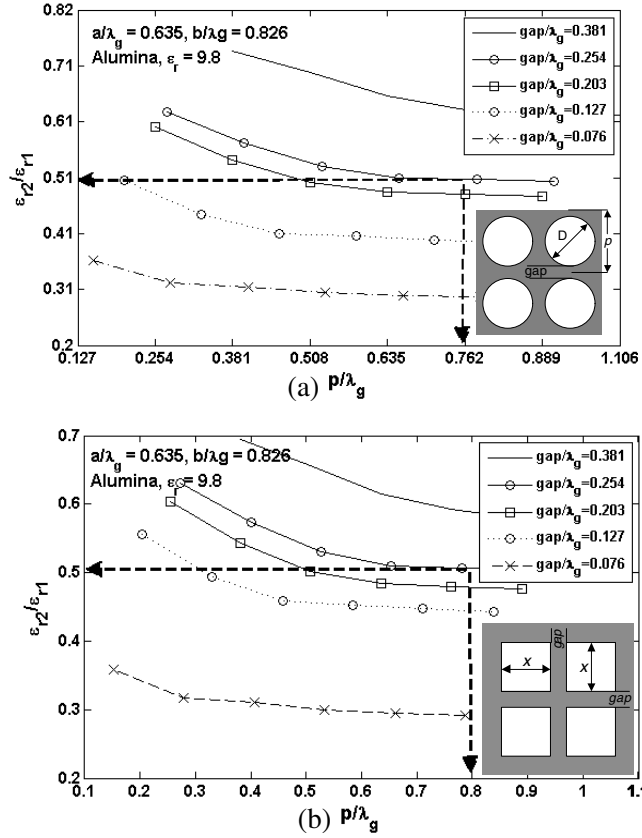 0.82
0.71
0.61
0.51
0.41
0.31
0.2
εr2/εr1
a/λg = 0.635, b/λg = 0.826
Alumina, εr = 9.8
gap/λg=0.381
gap/λg=0.254
gap/λg=0.203
gap/λg=0.127
gap/λg=0.076
D
p
gap
0.127 0.254 0.381 0.508 0.635 0.762 0.889 1.106
(a) p/λg
0.7
0.6
0.5
0.4
0.3
0.2
εr2/εr1
a/λg = 0.635, b/λg = 0.826
Alumina, εr = 9.8
gap/λg=0.381
gap/λg=0.254
gap/λg=0.203
gap/λg=0.127
gap/λg=0.076
gap
x
x
gap
0.1 0.2 0.3 0.4 0.5 0.6 0.7 0.8 0.9 1 1.1
(b) p/λg